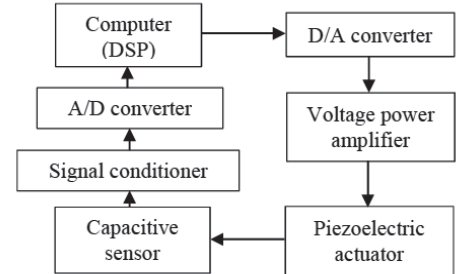 Computer
(DSP)
D/A converter
A/D converter
Voltage power
amplifier
Signal conditioner
Capacitive
sensor
Piezoelectric
actuator